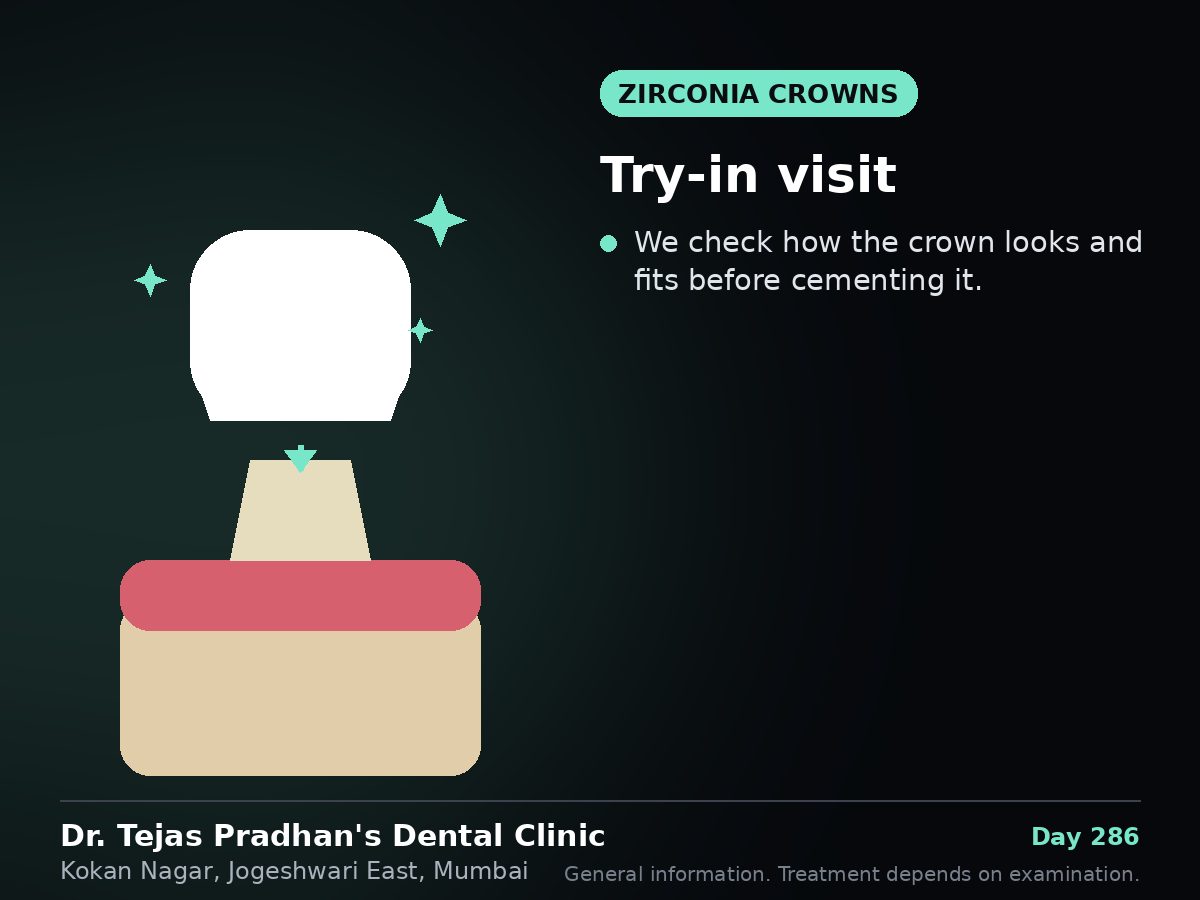 ZIRCONIA CROWNS
Try-in visit
We check how the crown looks and
fits before cementing it.
Dr. Tejas Pradhan's Dental Clinic
Kokan Nagar, Jogeshwari East, Mumbai
Day 286
General information. Treatment depends on examination.